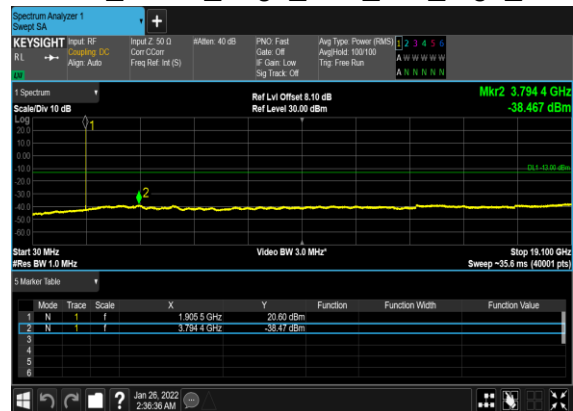 Spectrum Analyzer 1
Swept SA
+
KEYSIGHT Input: RF Input Z: 50 Ω #Atten: 40 dB PNO: Fast Avg Type: Power (RMS) 1 2 3 4 5 6
RL Coupling: DC Corr CCorr Gate: Off Avg|Hold: 100/100 A W W W W W
Align: Auto Freq Ref: Int (S) IF Gain: Low Trig: Free Run
LW Sig Track: Off A N N N N N
1 Spectrum Ref Lvl Offset 8.10 dB Mkr2 3.794 4 GHz
Scale/Div 10 dB Ref Level 30.00 dBm -38.467 dBm
Log
20.0
10.0
0.00
-10.0
-20.0
-30.0
-40.0
-50.0
-60.0
1
2
DL1 -13.00 dBm
Start 30 MHz Video BW 3.0 MHz* Stop 19.100 GHz
#Res BW 1.0 MHz Sweep ~35.6 ms (40001 pts)
5 Marker Table
Mode Trace Scale X Y Function Function Width Function Value
1 N 1 f 1.905 5 GHz 20.60 dBm
2 N 1 f 3.794 4 GHz -38.47 dBm
3
4
5
6
? Jan 26, 2022
2:36:36 AM